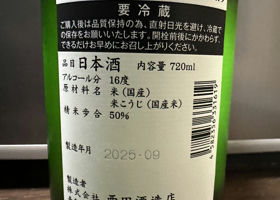 要冷蔵
ご購入後は品質保持の為、直射日光を避け、冷蔵で
の保存をお願いいたします。開栓前後にかかわらず、
できるだけお早めにお召し上がりください。
品目 日本酒 内容量 720ml
アルコール分 16度
原材料名 米(国産)
米こうじ(国産米)
精米歩合 50%
製造年月 2025-09
製造者
株式会社 西田酒造店
4582369331619